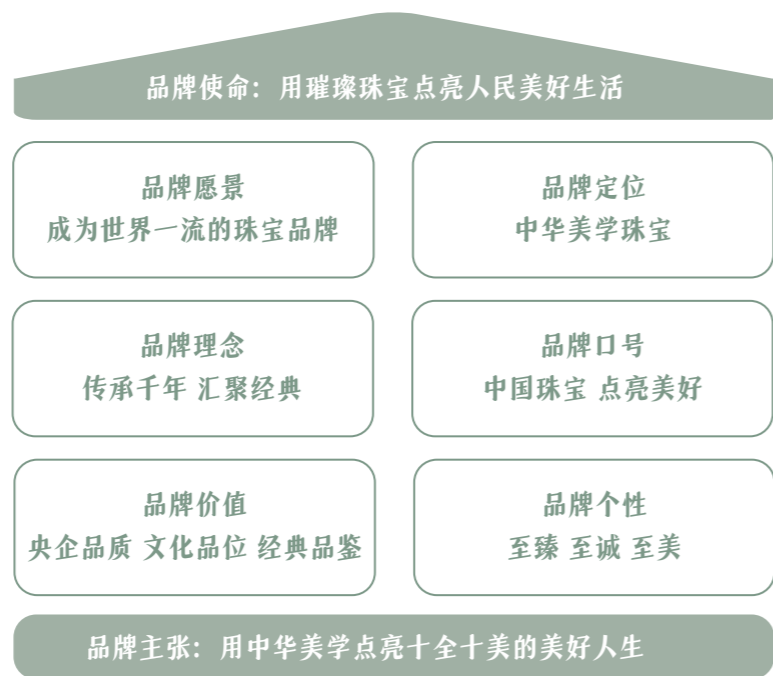 品牌使命：用璀璨珠宝点亮人民美好生活
品牌愿景
成为世界一流的珠宝品牌
品牌定位
中华美学珠宝
品牌理念
传承千年 汇聚经典
品牌口号
中国珠宝 点亮美好
品牌价值
央企品质 文化品位 经典品鉴
品牌个性
至臻 至诚 至美
品牌主张：用中华美学点亮十全十美的美好人生